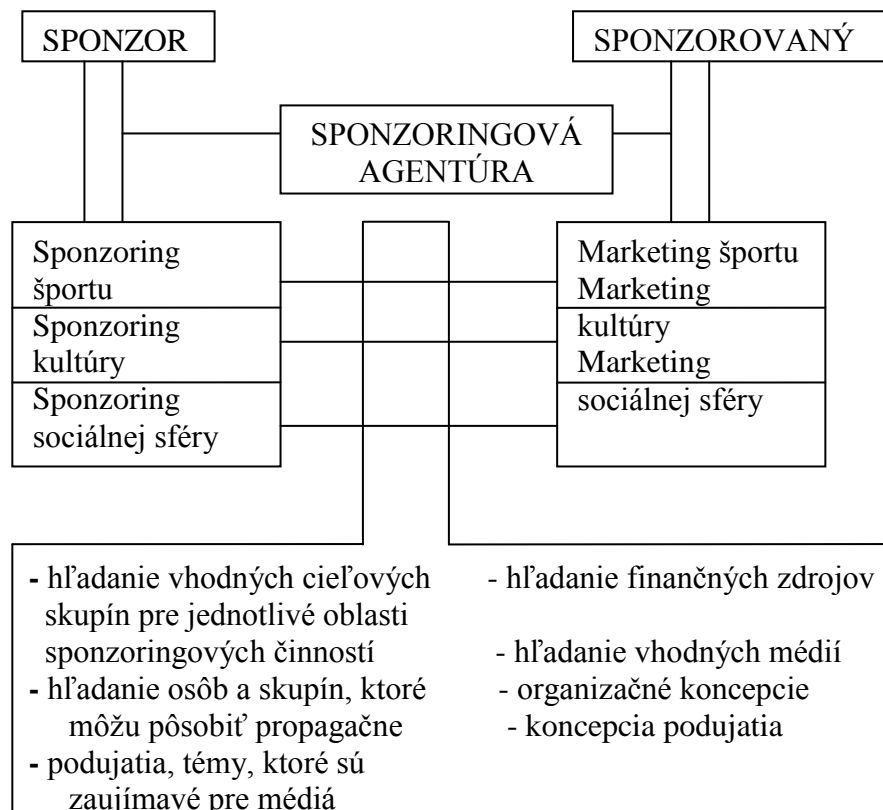 SPONZOR
SPONZOROVANÝ
SPONZORINGOVÁ
AGENTÚRA
Sponzoring
športu
Sponzoring
kultúry
Sponzoring
sociálnej sféry
Marketing športu
Marketing
kultúry
Marketing
sociálnej sféry
- hľadanie vhodných cieľových
skupín pre jednotlivé oblasti
sponzoringových činností
- hľadanie osôb a skupín, ktoré
môžu pôsobiť propagačne
- podujatia, témy, ktoré sú
zaujímavé pre médiá
- hľadanie finančných zdrojov
- hľadanie vhodných médií
- organizačné koncepcie
- koncepcia podujatia